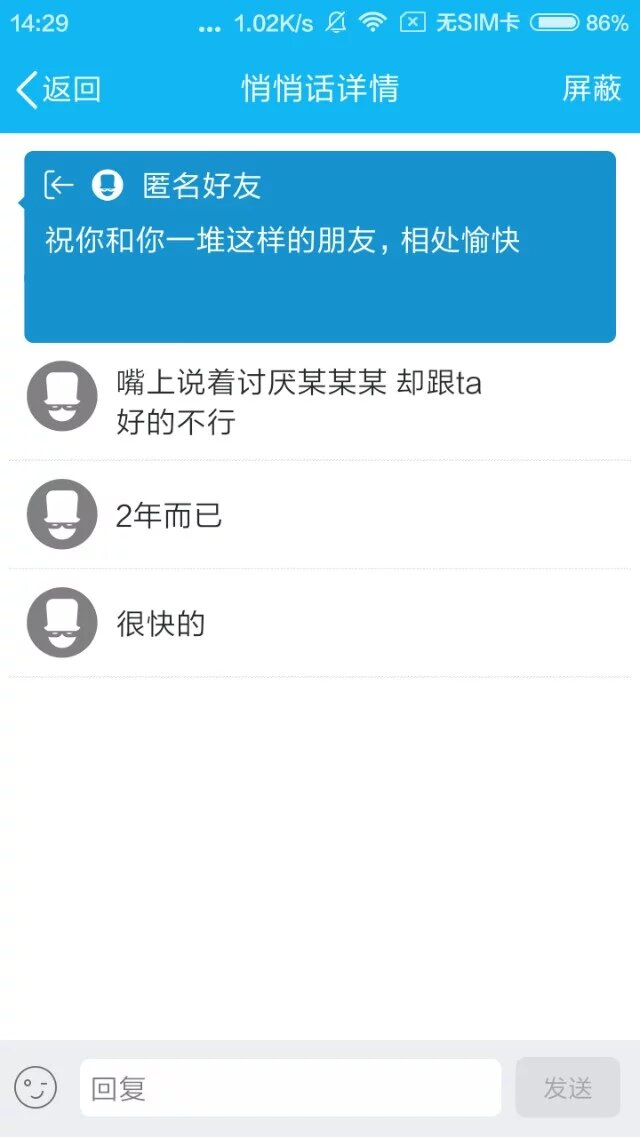 14:29 ... 1.02K/s 无SIM卡 86%
返回 悄悄话详情 屏蔽
匿名好友
祝你和你一堆这样的朋友，相处愉快
嘴上说着讨厌某某某 却跟ta
好的不行
2年而已
很快的
回复 发送